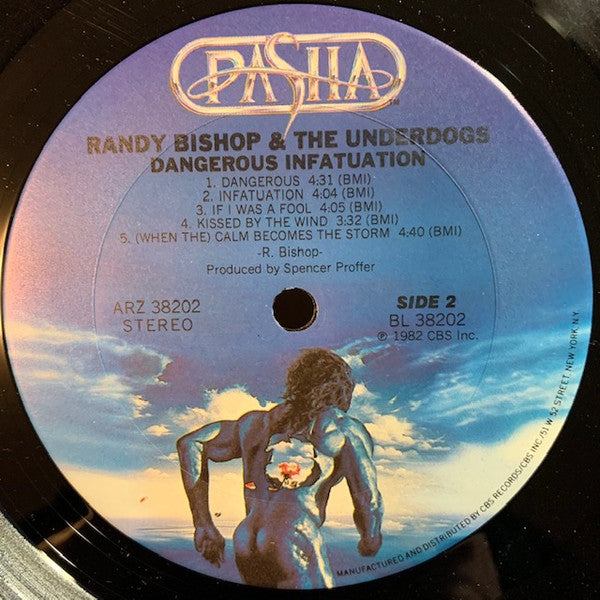 PASHA
TM
RANDY BISHOP & THE UNDERDOGS
DANGEROUS INFATUATION
1. DANGEROUS 4:31 (BMI)
2. INFATUATION 4:04 (BMI)
3. IF I WAS A FOOL 4:05 (BMI)
4. KISSED BY THE WIND 3:32 (BMI)
5. (WHEN THE) CALM BECOMES THE STORM 4:40 (BMI)
-R. Bishop-
Produced by Spencer Proffer
ARZ 38202
STEREO
SIDE 2
BL 38202
℗ 1982 CBS Inc.
MANUFACTURED AND DISTRIBUTED BY CBS RECORDS/CBS INC./51 W. 52 STREET, NEW YORK, N.Y.